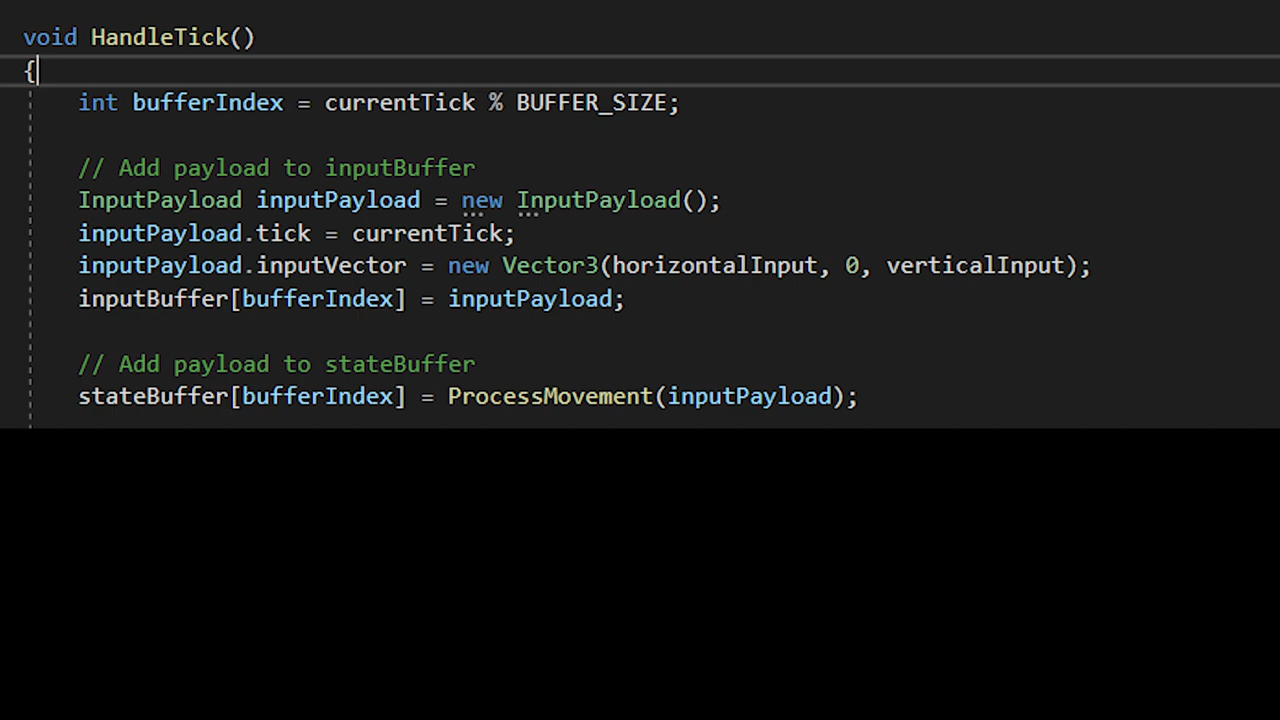 void HandleTick()
{
int bufferIndex = currentTick % BUFFER_SIZE;
// Add payload to inputBuffer
InputPayload inputPayload = new InputPayload();
inputPayload.tick = currentTick;
inputPayload.inputVector = new Vector3(horizontalInput, 0, verticalInput);
inputBuffer[bufferIndex] = inputPayload;
// Add payload to stateBuffer
stateBuffer[bufferIndex] = ProcessMovement(inputPayload);